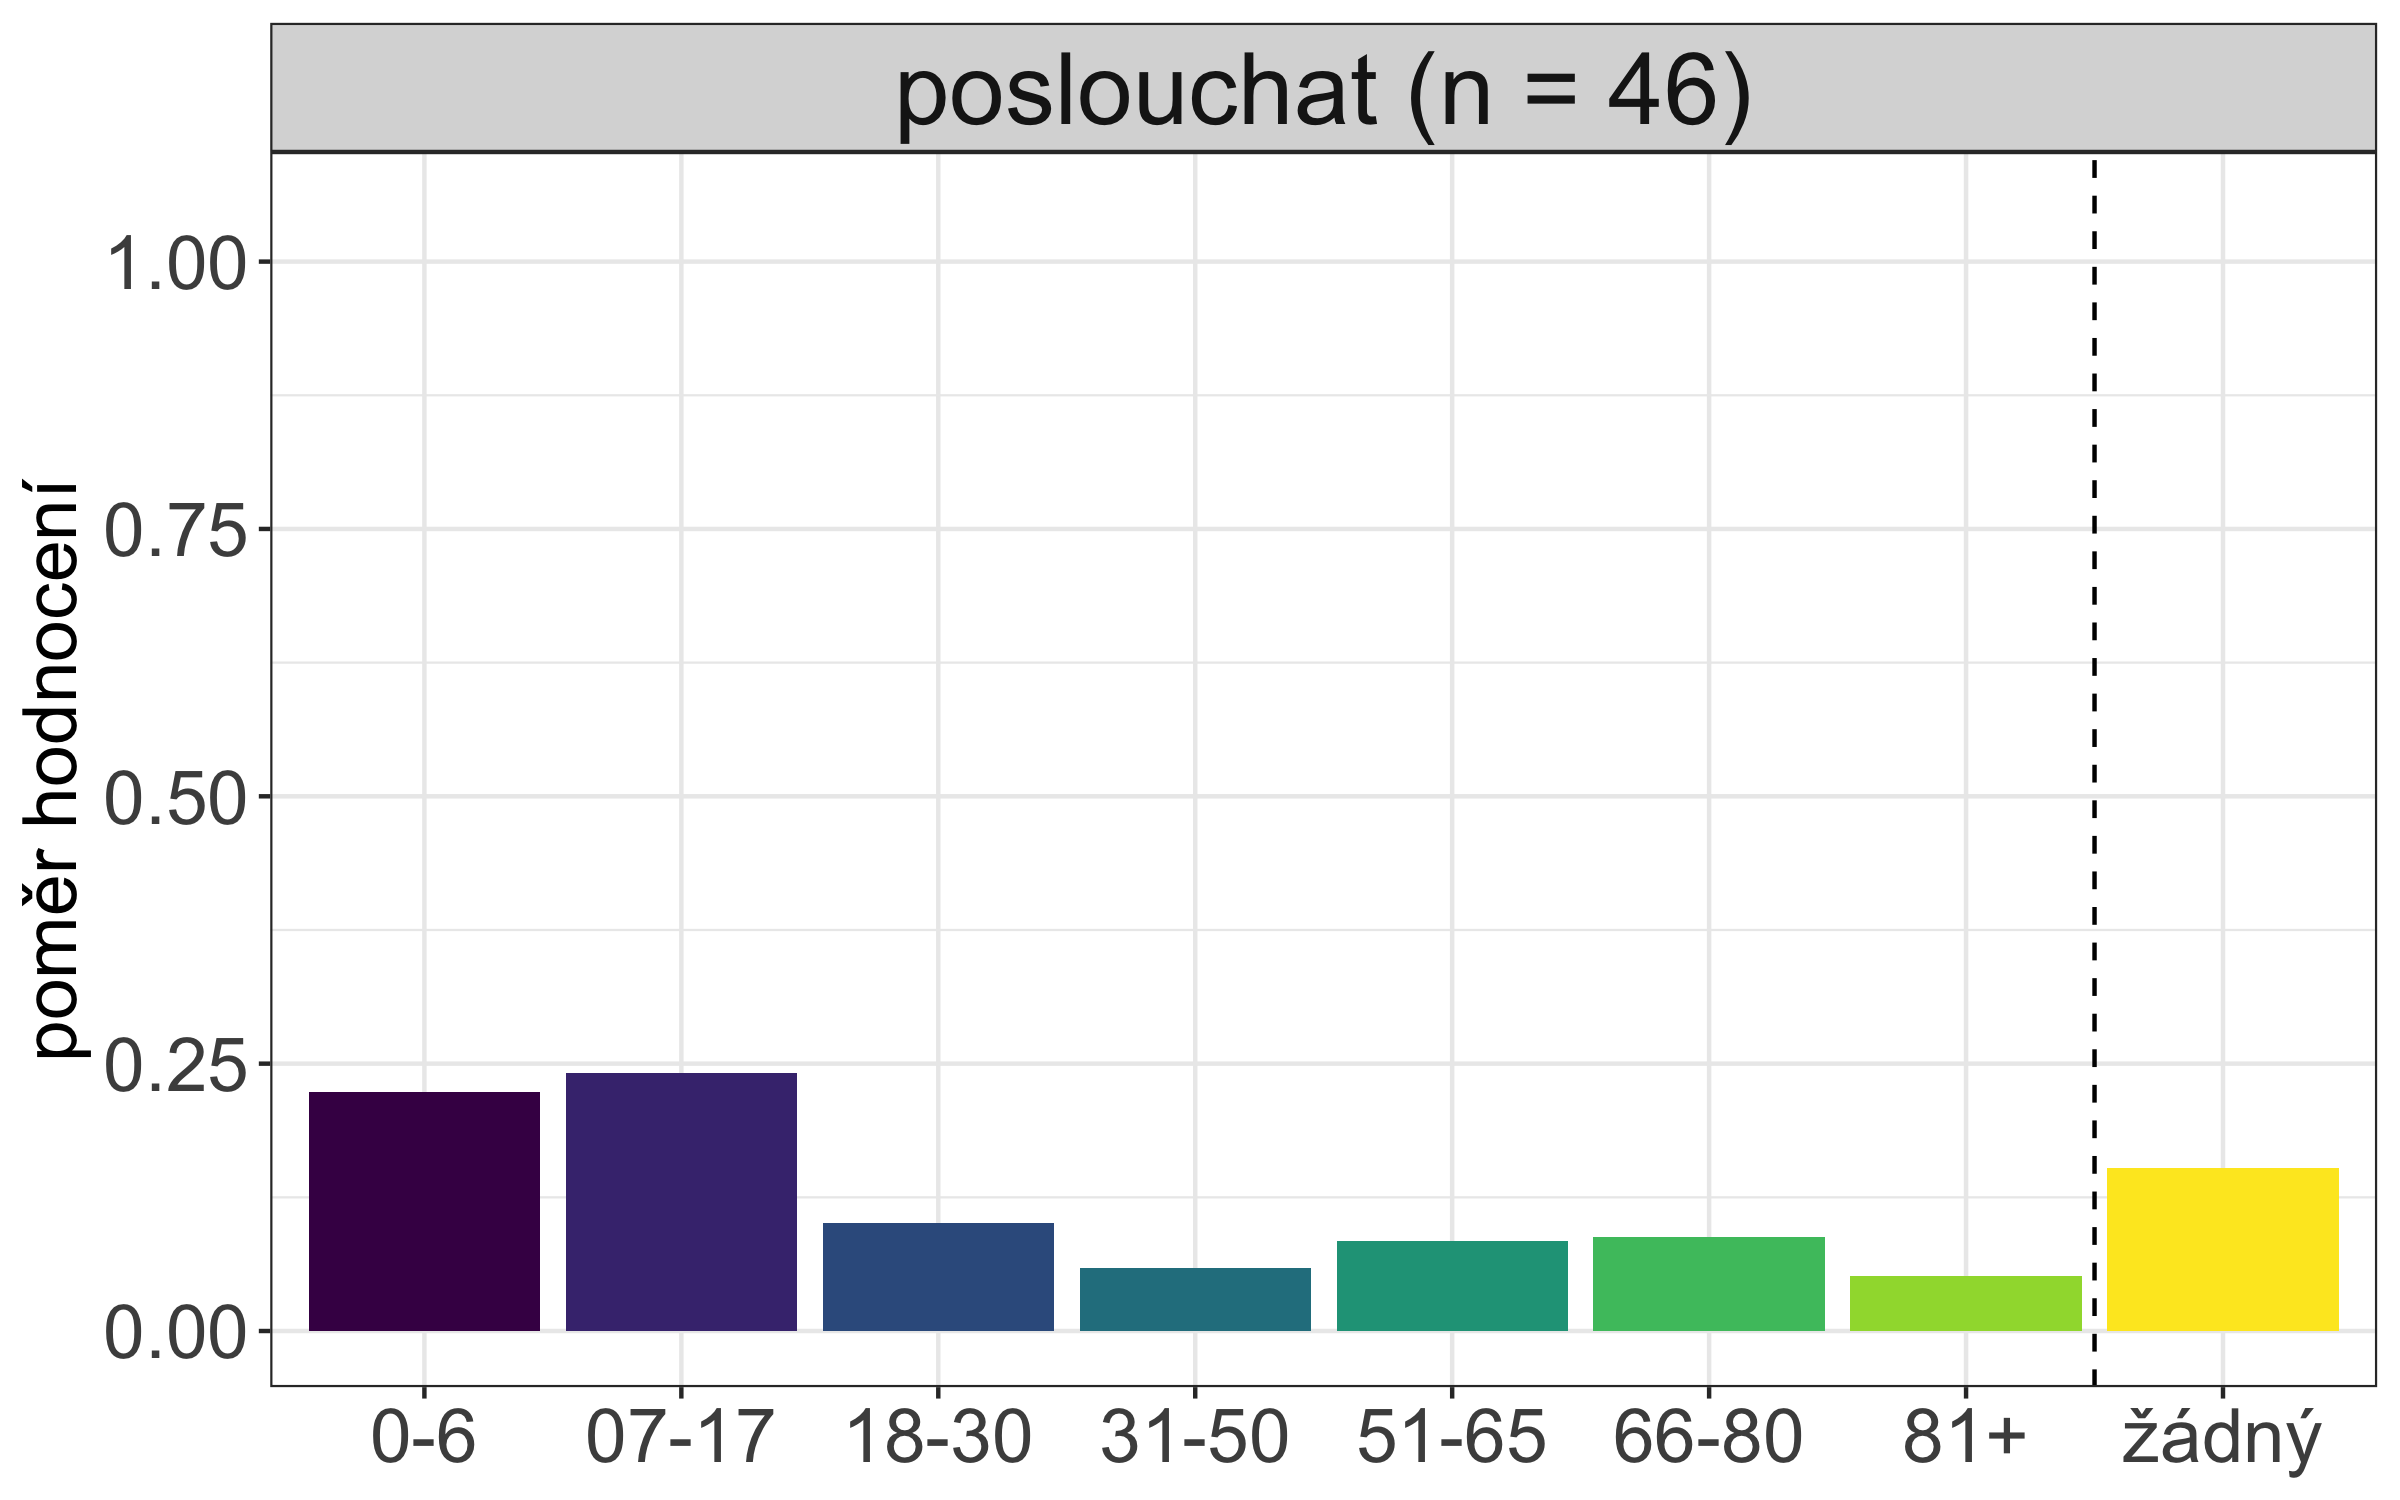 poslouchat (n = 46)
poměr hodnocení
1.00
0.75
0.50
0.25
0.00
0-6 07-17 18-30 31-50 51-65 66-80 81+ žádný